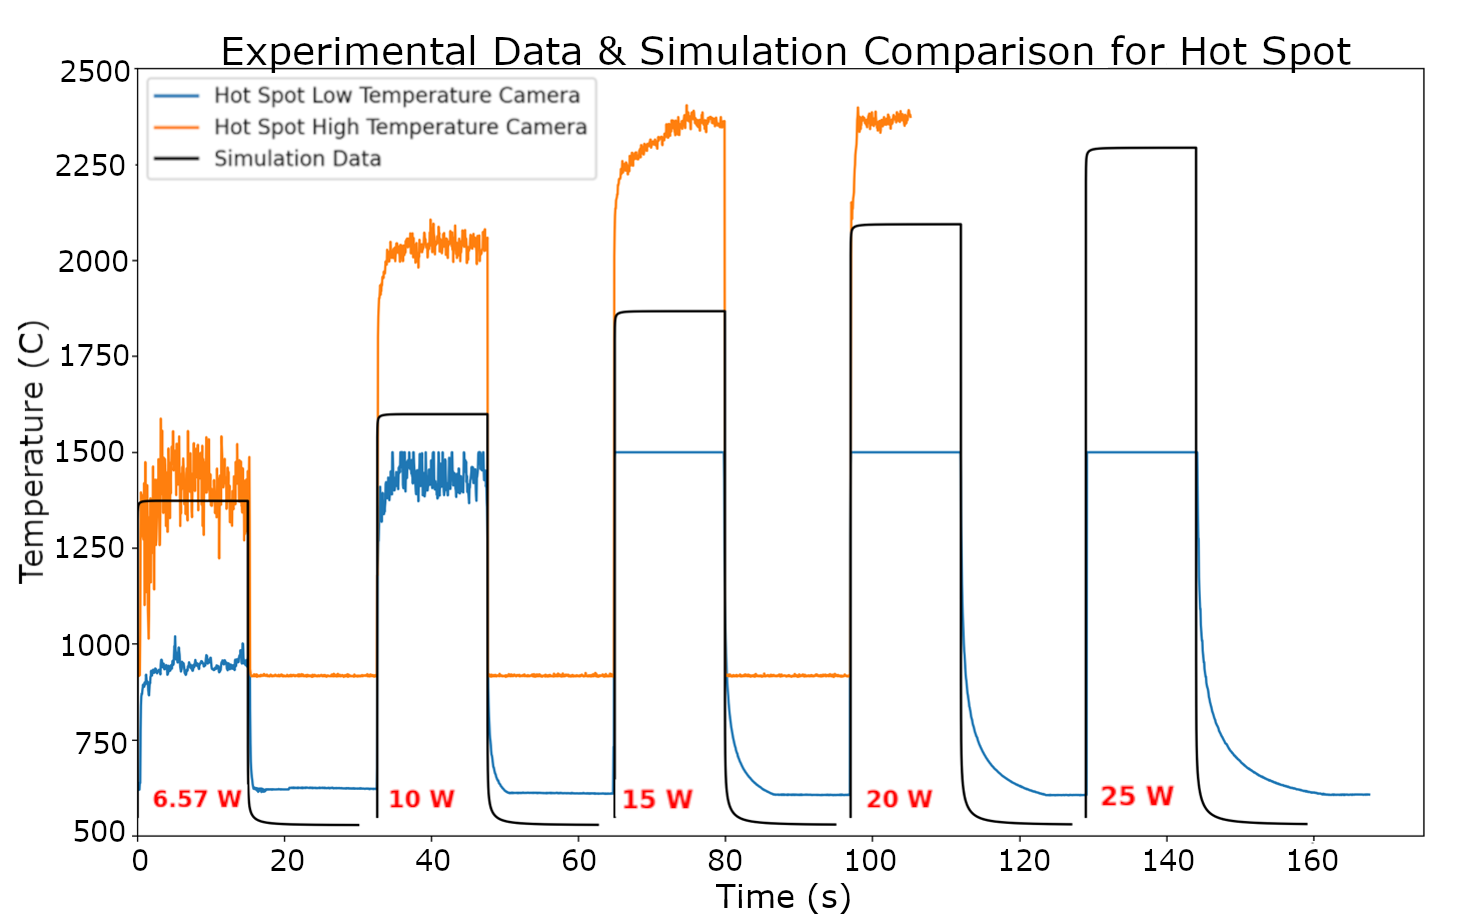 Experimental Data & Simulation Comparison for Hot Spot
Hot Spot Low Temperature Camera
Hot Spot High Temperature Camera
Simulation Data
Temperature (C)
2500
2250
2000
1750
1500
1250
1000
750
500
6.57 W
10 W
15 W
20 W
25 W
0
20
40
60
80
100
120
140
160
Time (s)